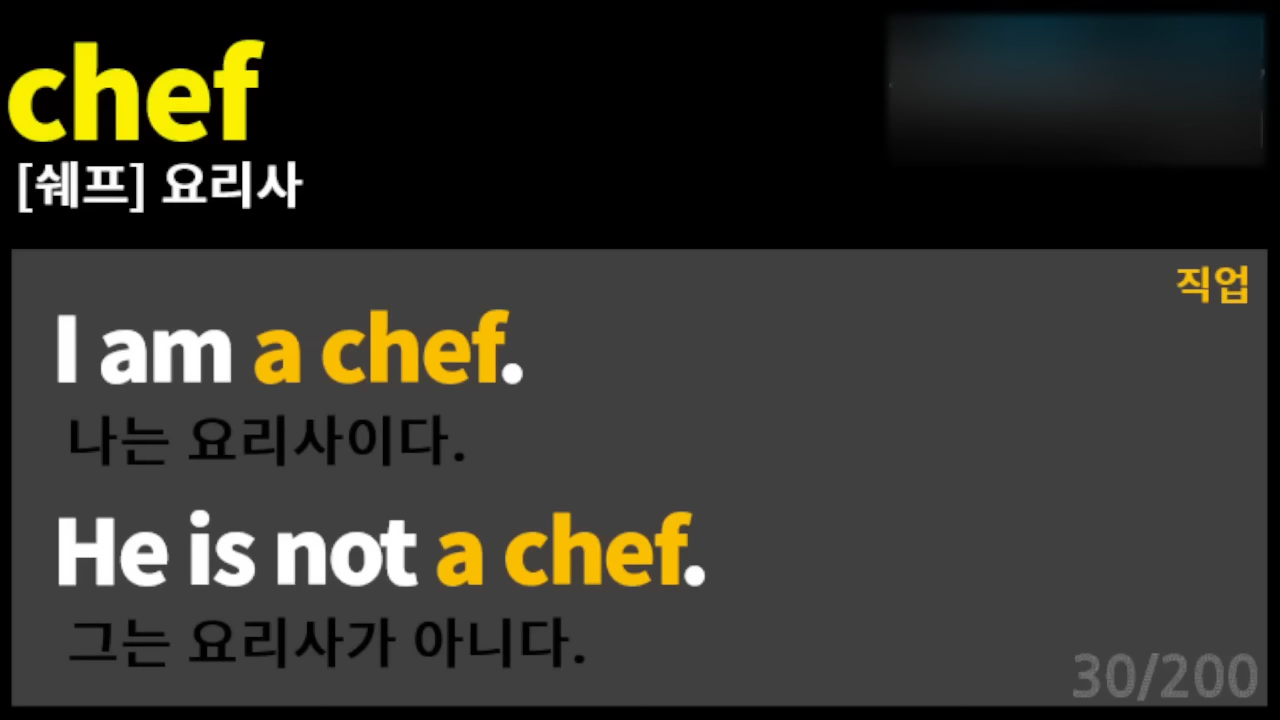 chef
[쉐프] 요리사
직업
I am a chef.
나는 요리사이다.
He is not a chef.
그는 요리사가 아니다.
30/200